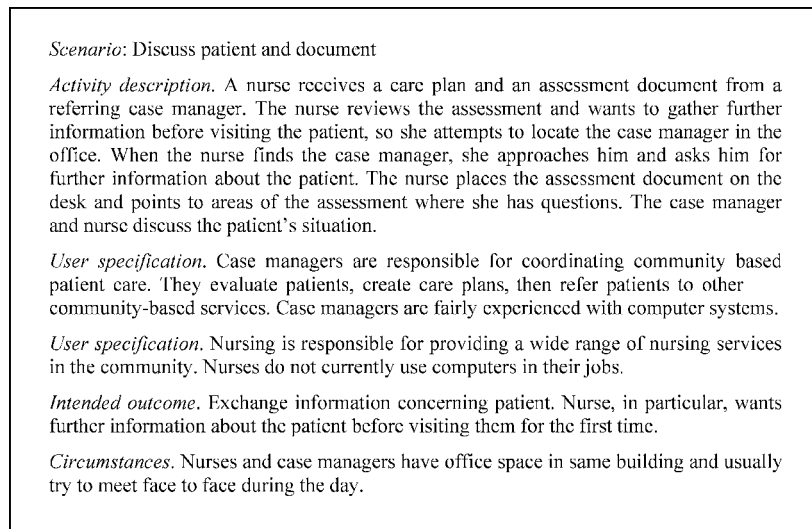 Scenario: Discuss patient and document
Activity description. A nurse receives a care plan and an assessment document from a
referring case manager. The nurse reviews the assessment and wants to gather further
information before visiting the patient, so she attempts to locate the case manager in the
office. When the nurse finds the case manager, she approaches him and asks him for
further information about the patient. The nurse places the assessment document on the
desk and points to areas of the assessment where she has questions. The case manager
and nurse discuss the patient's situation.
User specification. Case managers are responsible for coordinating community based
patient care. They evaluate patients, create care plans, then refer patients to other
community-based services. Case managers are fairly experienced with computer systems.
User specification. Nursing is responsible for providing a wide range of nursing services
in the community. Nurses do not currently use computers in their jobs.
Intended outcome. Exchange information concerning patient. Nurse, in particular, wants
further information about the patient before visiting them for the first time.
Circumstances. Nurses and case managers have office space in same building and usually
try to meet face to face during the day.